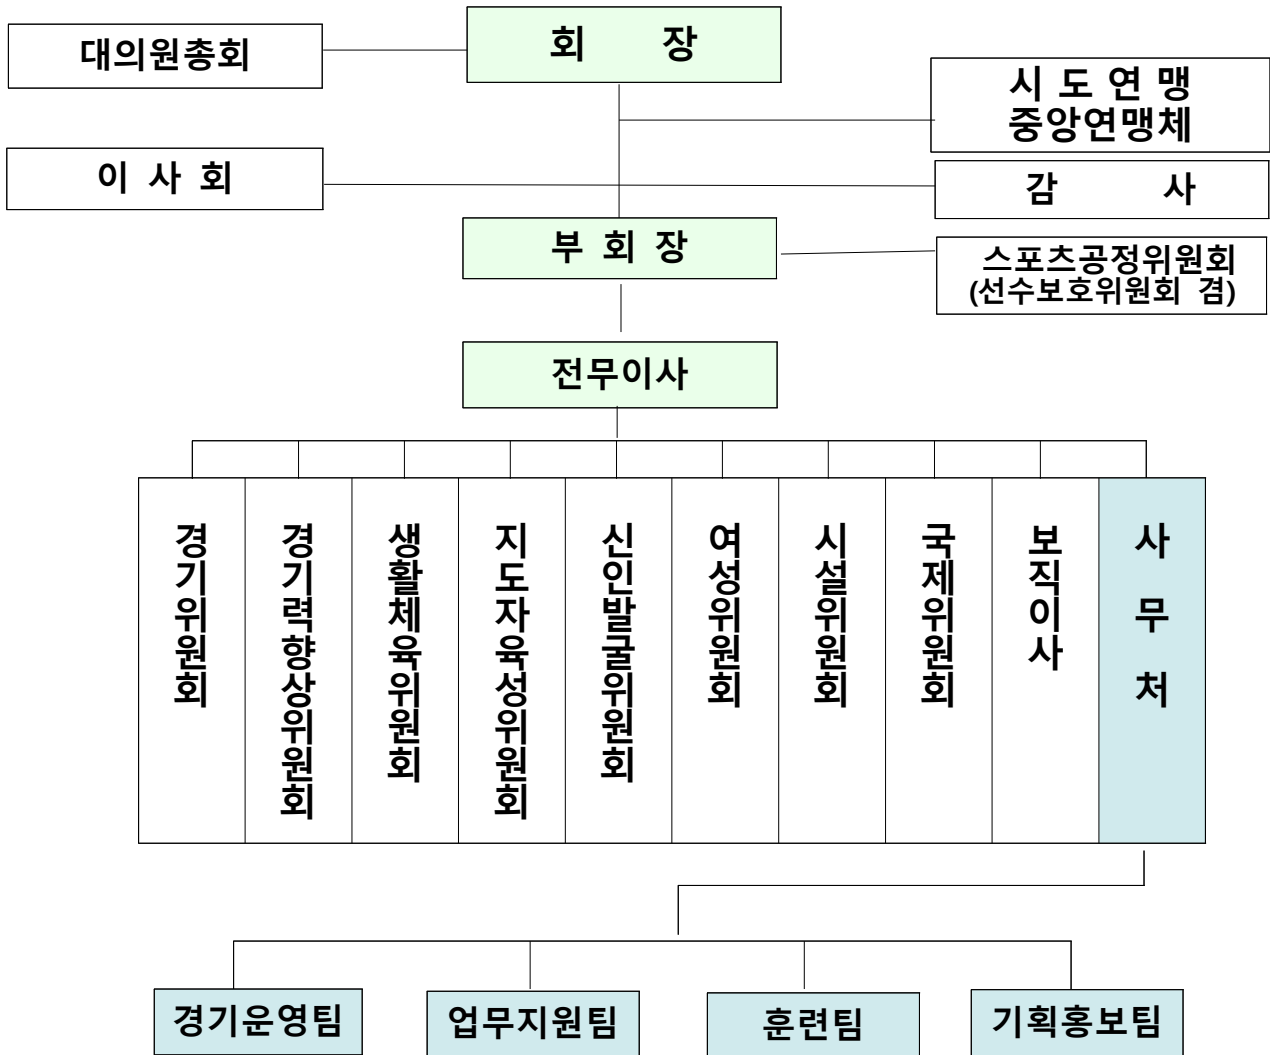 회 장
대의원총회
시 도 연 맹
중앙연맹체
이 사 회
감 사
부 회 장
스포츠공정위원회
(선수보호위원회 겸)
전무이사
경기위원회
경기력향상위원회
생활체육위원회
지도자육성위원회
신인발굴위원회
여성위원회
시설위원회
국제위원회
보직이사
사무처
경기운영팀
업무지원팀
훈련팀
기획홍보팀